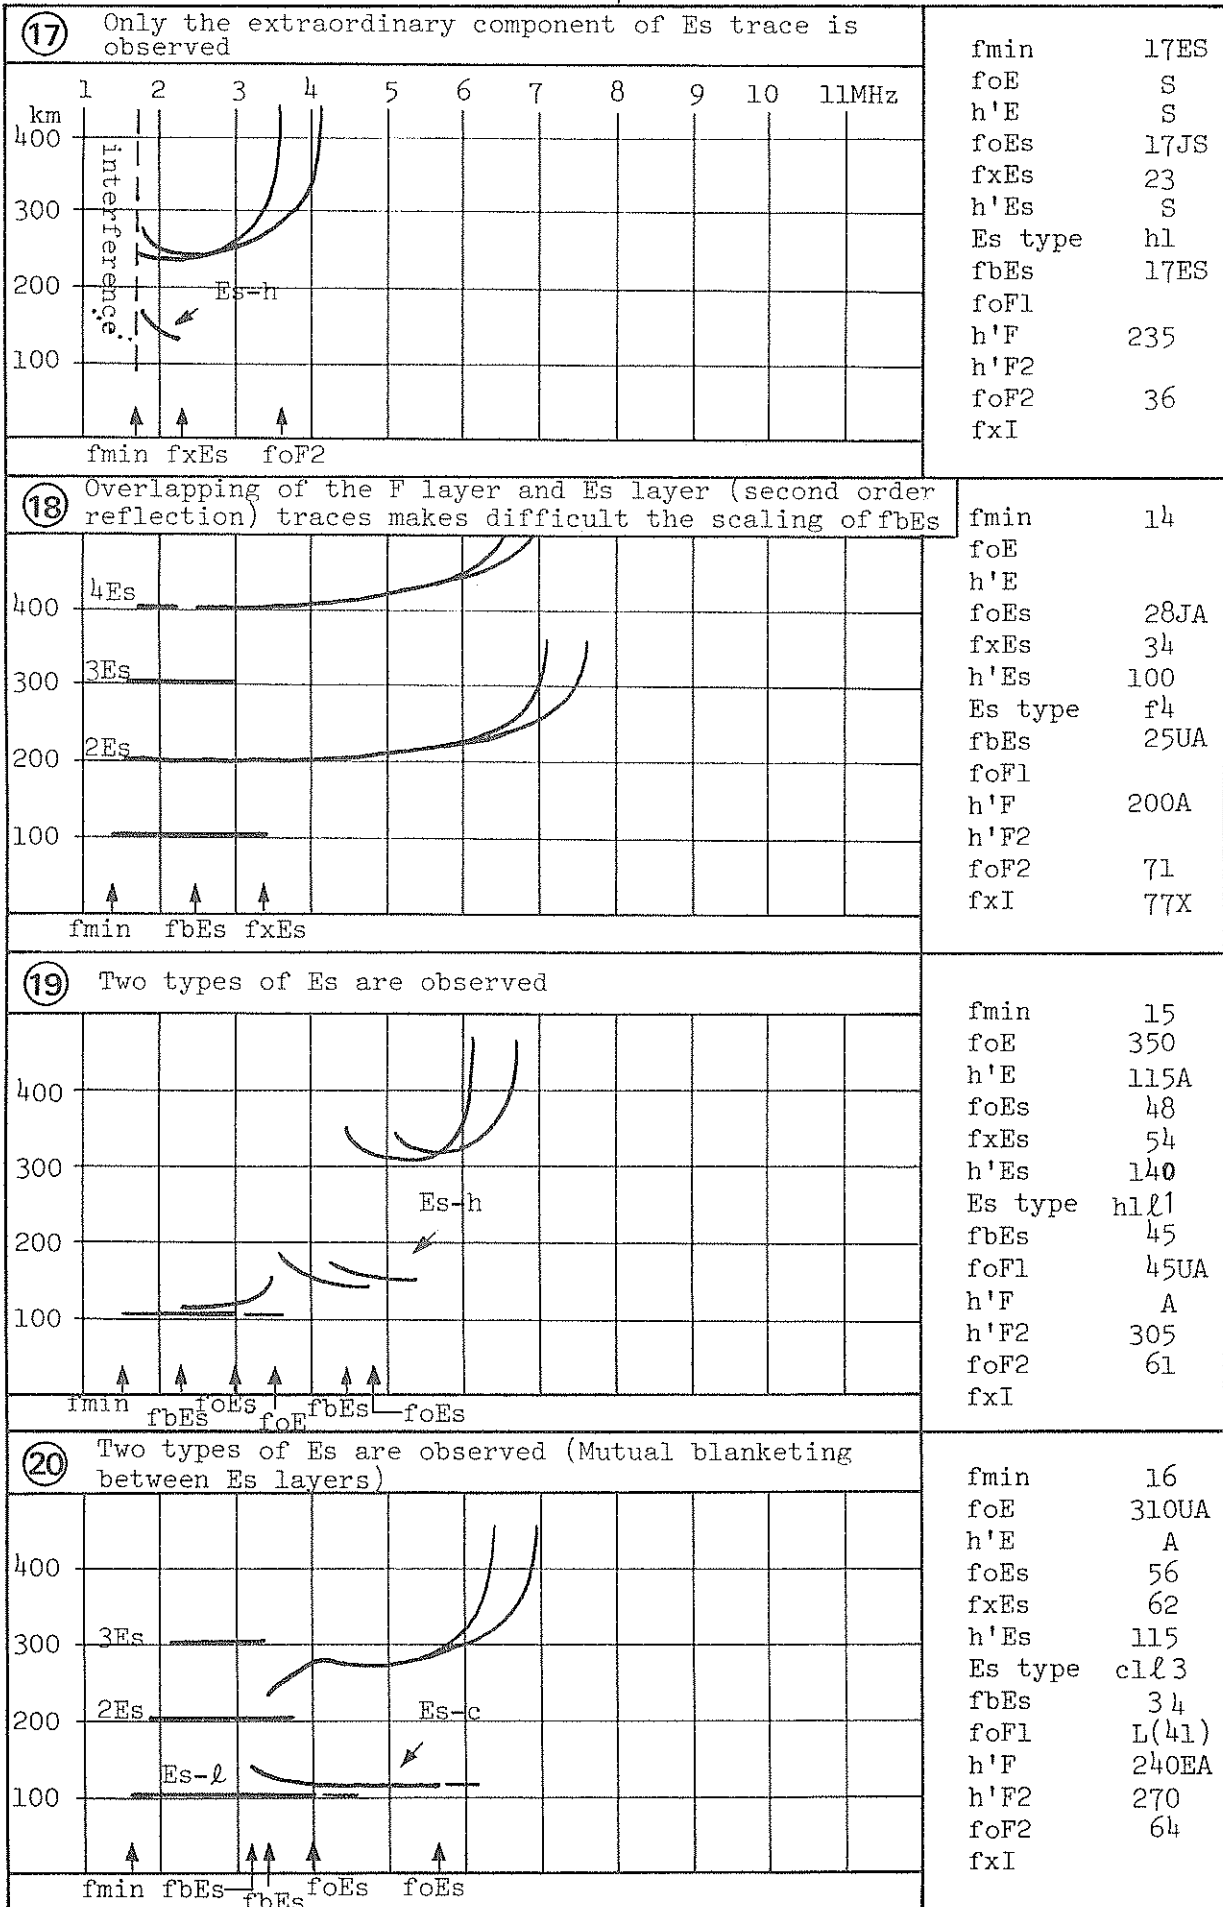 17 Only the extraordinary component of Es trace is
observed
1 2 3 4 5 6 7 8 9 10 11MHz
km
400
300
200
100
interference
Es-h
fmin fxEs foF2
fmin 17ES
foE S
h'E S
foEs 17JS
fxEs 23
h'Es S
Es type h1
fbEs 17ES
foF1
h'F 235
h'F2
foF2 36
fxI
18 Overlapping of the F layer and Es layer (second order
reflection) traces makes difficult the scaling of fbEs
4Es
400
3Es
300
2Es
200
100
fmin fbEs fxEs
fmin 14
foE
h'E
foEs 28JA
fxEs 34
h'Es 100
Es type f4
fbEs 25UA
foF1
h'F 200A
h'F2
foF2 71
fxI 77X
19 Two types of Es are observed
400
300
Es-h
200
100
fmin fbEs foEs foE fbEs foEs
fmin 15
foE 350
h'E 115A
foEs 48
fxEs 54
h'Es 140
Es type h1ℓ1
fbEs 45
foF1 45UA
h'F A
h'F2 305
foF2 61
fxI
20 Two types of Es are observed (Mutual blanketing
between Es layers)
400
3Es
300
2Es
200
Es-c
Es-ℓ
100
fmin fbEs fbEs foEs foEs
fmin 16
foE 310UA
h'E A
foEs 56
fxEs 62
h'Es 115
Es type c1ℓ3
fbEs 34
foF1 L(41)
h'F 240EA
h'F2 270
foF2 64
fxI